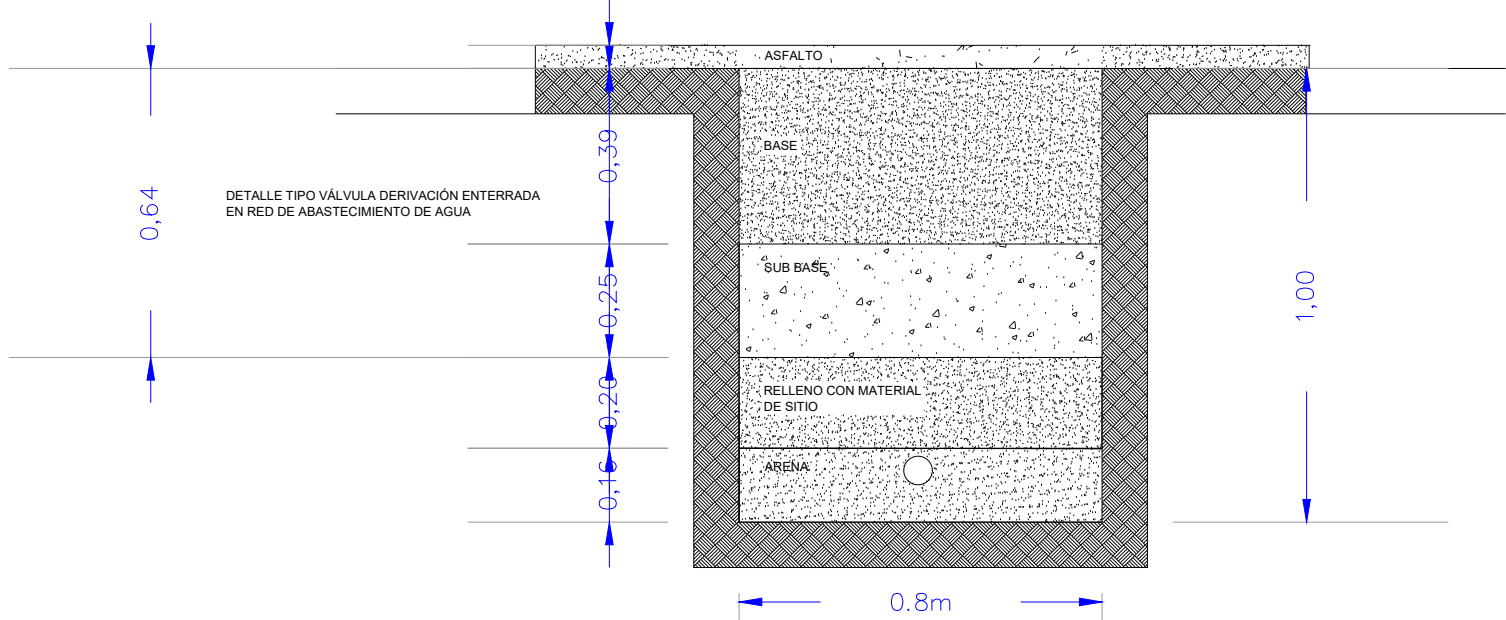 ASFALTO
BASE
0,39
0,64
DETALLE TIPO VÁLVULA DERIVACIÓN ENTERRADA
EN RED DE ABASTECIMIENTO DE AGUA
SUB BASE
0,25
1,00
RELLENO CON MATERIAL
DE SITIO
0,20
ARENA
0,16
0.8m